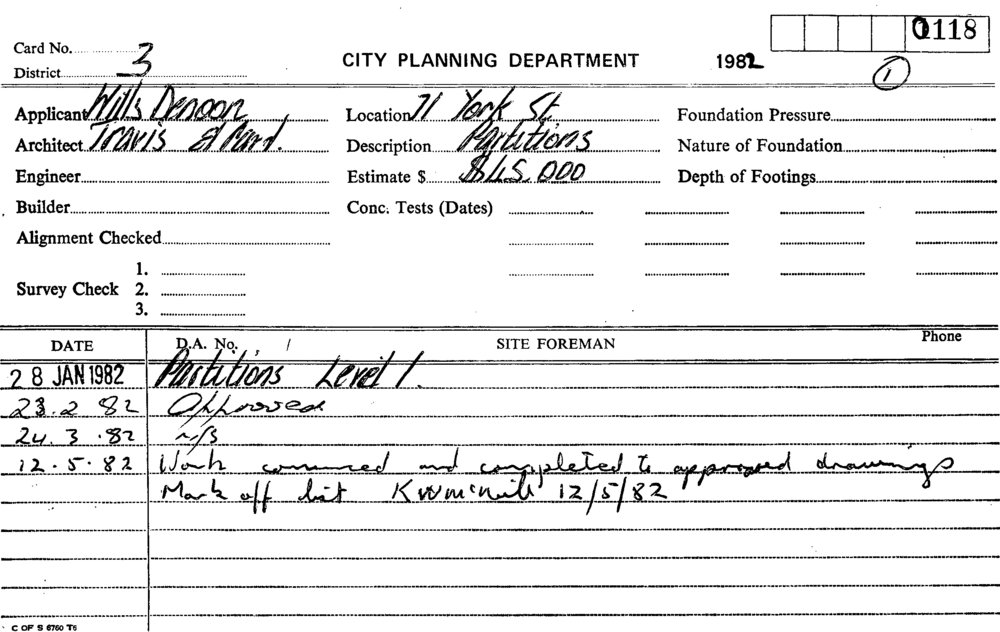 0118
Card No. 3
CITY PLANNING DEPARTMENT 1982
District
1
Applicant Wills Denoon Location 71 York St. Foundation Pressure
Architect Travis Description Partitions Nature of Foundation
Engineer Estimate $ $45,000 Depth of Footings
Builder Conc. Tests (Dates)
Alignment Checked
1.
Survey Check 2.
3.
DATE D.A. No. SITE FOREMAN Phone
28 JAN 1982 Partitions Level 1.
23.2 82 Approved
24.3.82 n/s
12.5.82 Work commenced and completed to approved drawings
Mark off list 12/5/82
C OF S 6760 T6